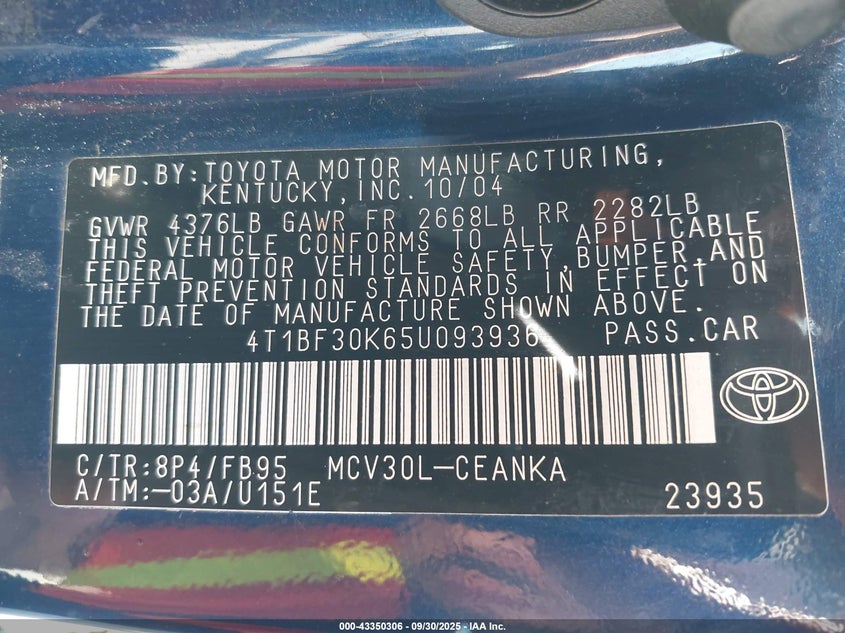 MFD.BY:TOYOTA MOTOR MANUFACTURING,
KENTUCKY,INC.10/04
GVWR 4376LB GAWR FR 2668LB RR 2282LB
THIS VEHICLE CONFORMS TO ALL APPLICABLE
FEDERAL MOTOR VEHICLE SAFETY,BUMPER,AND
THEFT PREVENTION STANDARDS IN EFFECT ON
THE DATE OF MANUFACTURE SHOWN ABOVE.
4T1BF30K65U093936 PASS.CAR
C/TR:8P4/FB95 MCV30L-CEANKA
A/TM:-03A/U151E 23935
000-43350306 - 09/30/2025 - IAA Inc.